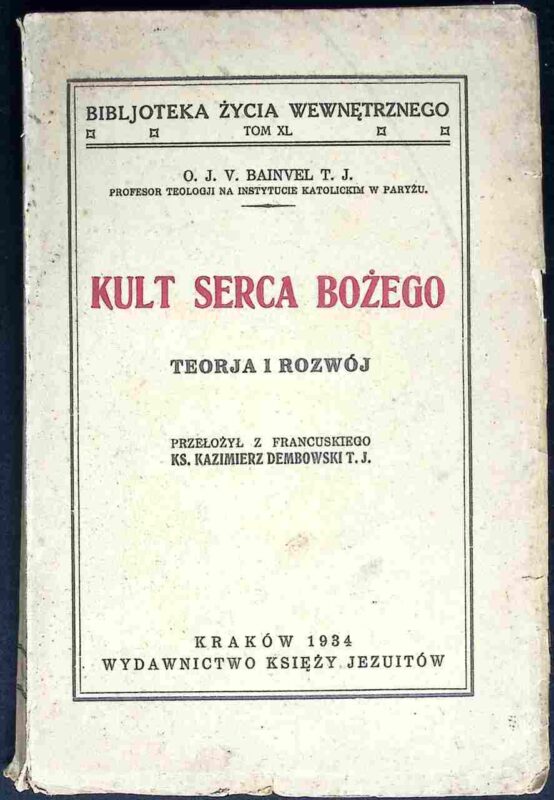 BIBLJOTEKA ŻYCIA WEWNĘTRZNEGO
TOM XL
O. J. V. BAINVEL T. J.
PROFESOR TEOLOGJI NA INSTYTUCIE KATOLICKIM W PARYŻU.
KULT SERCA BOŻEGO
TEORJA I ROZWÓJ
PRZEŁOŻYŁ Z FRANCUSKIEGO
KS. KAZIMIERZ DEMBOWSKI T. J.
KRAKÓW 1934
WYDAWNICTWO KSIĘŻY JEZUITÓW